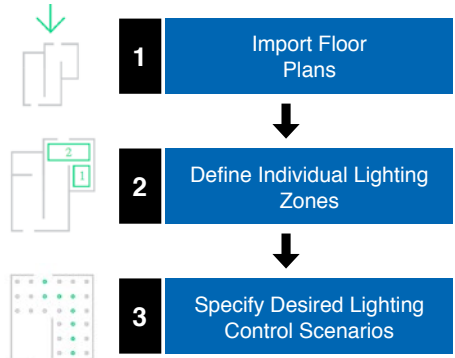 1
Import Floor
Plans
2
1
2
Define Individual Lighting
Zones
3
Specify Desired Lighting
Control Scenarios